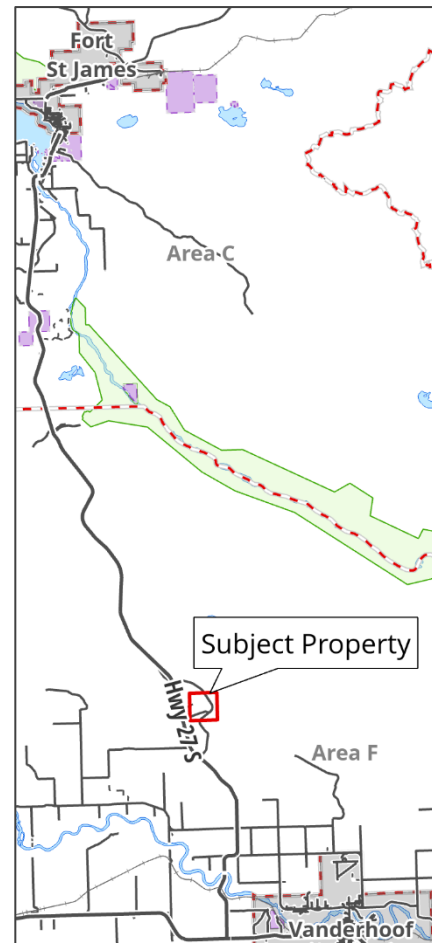 Fort
St James
Area C
Subject Property
Hwy-27-S
Area F
Vanderhoof